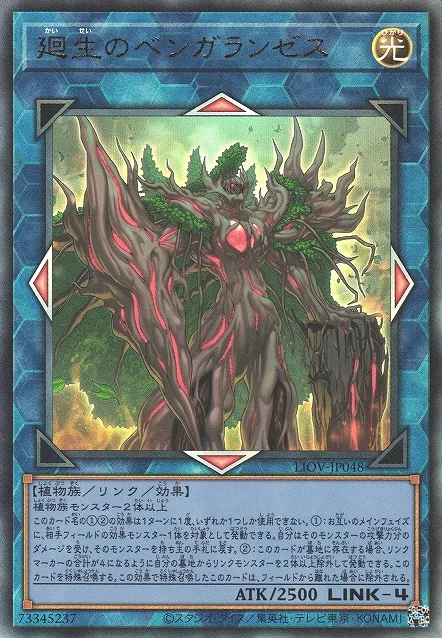 廻生のベンガランゼス
光
LIOV-JP048
【植物族/リンク/効果】
植物族モンスター2体以上
このカード名の①②の効果は1ターンに1度、いずれか1つしか使用できない。①:お互いのメインフェイズ
に、相手フィールドの効果モンスター1体を対象として発動できる。自分はそのモンスターの攻撃力分の
ダメージを受け、そのモンスターを持ち主の手札に戻す。②:このカードが墓地に存在する場合、リンク
マーカーの合計が4になるように自分の墓地からリンクモンスターを2体以上除外して発動できる。この
カードを特殊召喚する。この効果で特殊召喚したこのカードは、フィールドから離れた場合に除外される。
ATK/2500 LINK-4
73345237 ©スタジオ・ダイス/集英社・テレビ東京・KONAMI